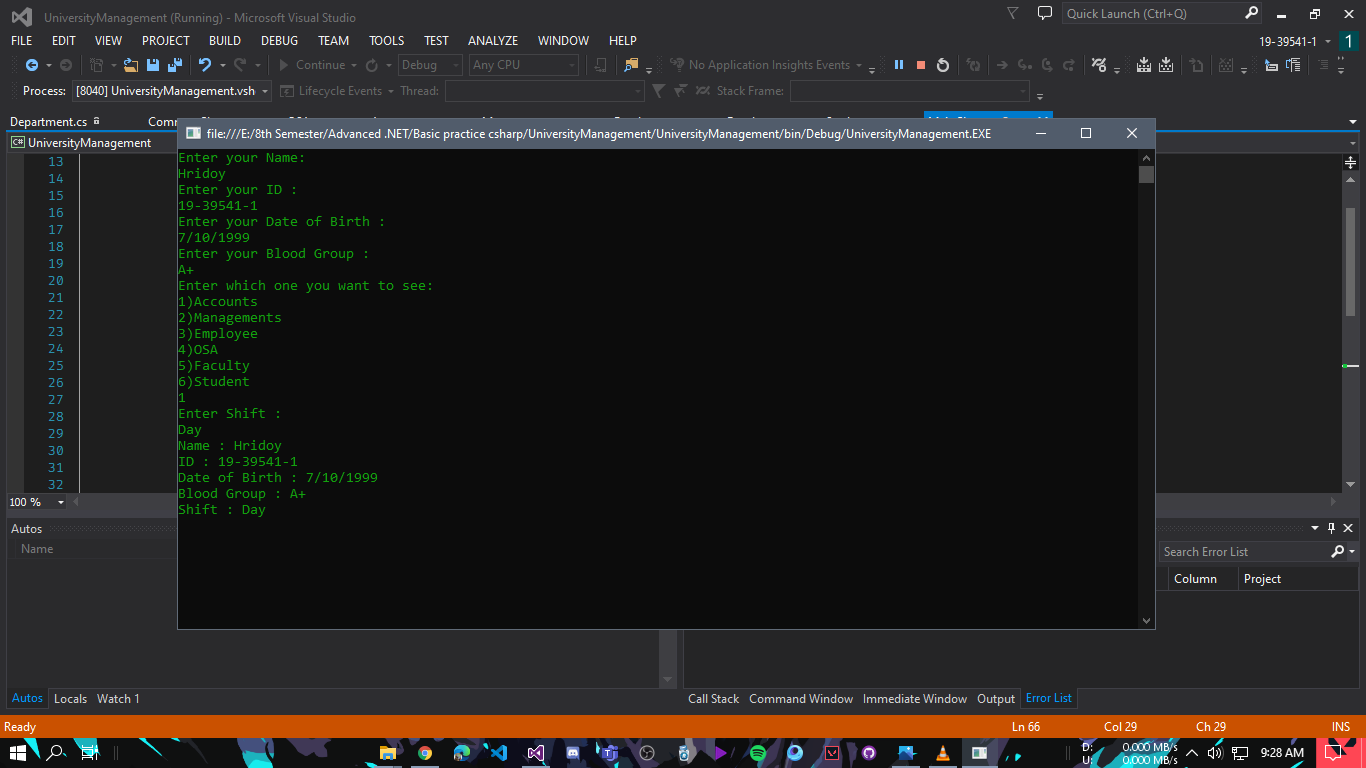 UniversityManagement (Running) - Microsoft Visual Studio
Quick Launch (Ctrl+Q)
FILE EDIT VIEW PROJECT BUILD DEBUG TEAM TOOLS TEST ANALYZE WINDOW HELP
19-39541-1 1
Continue Debug Any CPU No Application Insights Events
Process: [8040] UniversityManagement.vsh Lifecycle Events Thread: Stack Frame:
Department.cs
UniversityManagement
file:///E:/8th Semester/Advanced .NET/Basic practice csharp/UniversityManagement/UniversityManagement/bin/Debug/UniversityManagement.EXE
13
14
15
16
17
18
19
20
21
22
23
24
25
26
27
28
29
30
31
32
Enter your Name:
Hridoy
Enter your ID :
19-39541-1
Enter your Date of Birth :
7/10/1999
Enter your Blood Group :
A+
Enter which one you want to see:
1)Accounts
2)Managements
3)Employee
4)OSA
5)Faculty
6)Student
1
Enter Shift :
Day
Name : Hridoy
ID : 19-39541-1
Date of Birth : 7/10/1999
Blood Group : A+
Shift : Day
100 %
Autos
Name
Search Error List
Column Project
Autos Locals Watch 1
Call Stack Command Window Immediate Window Output Error List
Ready Ln 66 Col 29 Ch 29 INS
D: 0.000 MB/s
U: 0.000 MB/s
9:28 AM